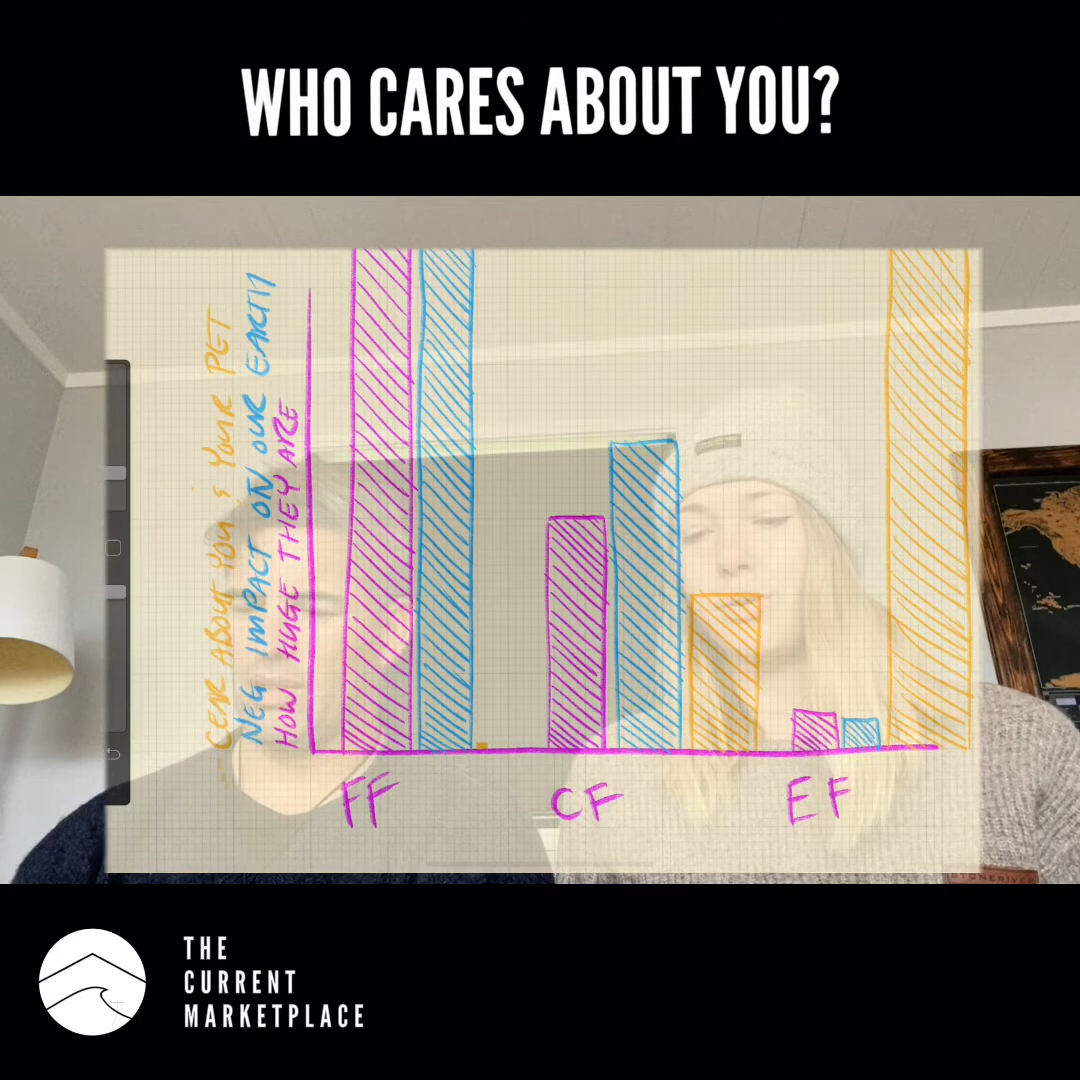 WHO CARES ABOUT YOU?
CEAR ABOUT YOU & YOUR PET
NEG IMPACT ON OUR EARTH
HOW HUGE THEY ARE
FF
CF
EF
STONERIVER
THE
CURRENT
MARKETPLACE